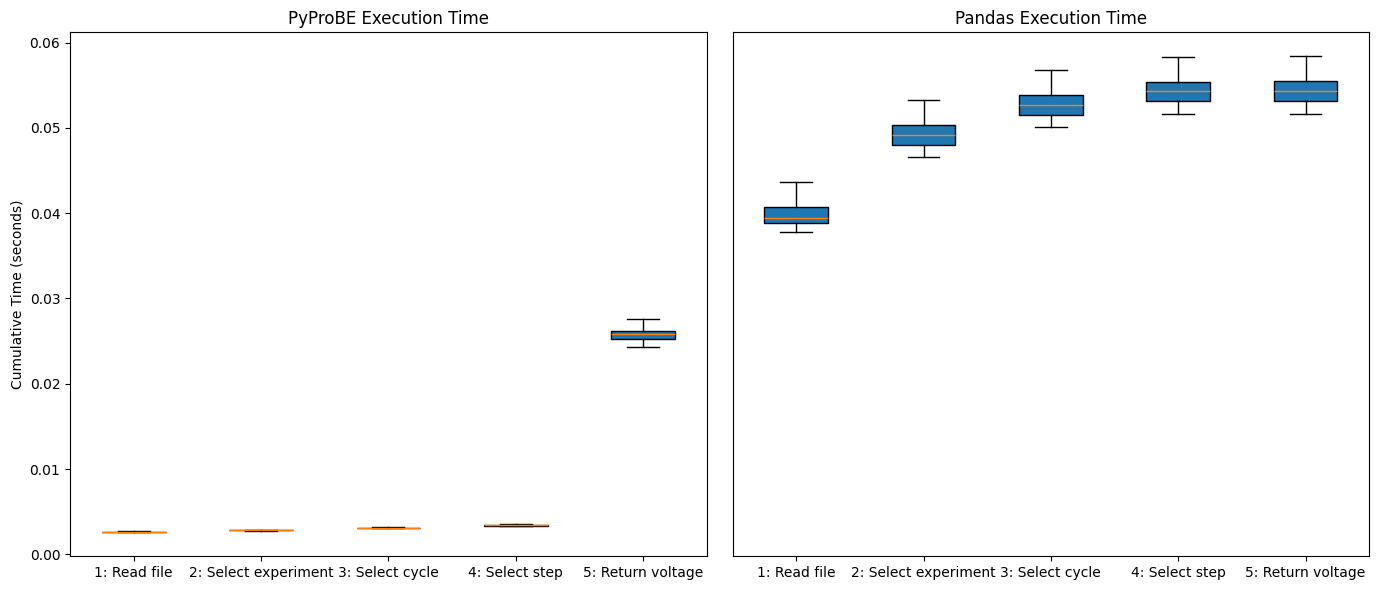 PyProBE Execution Time
Pandas Execution Time
Cumulative Time (seconds)
0.06
0.05
0.04
0.03
0.02
0.01
0.00
1: Read file 2: Select experiment 3: Select cycle 4: Select step 5: Return voltage
1: Read file 2: Select experiment 3: Select cycle 4: Select step 5: Return voltage